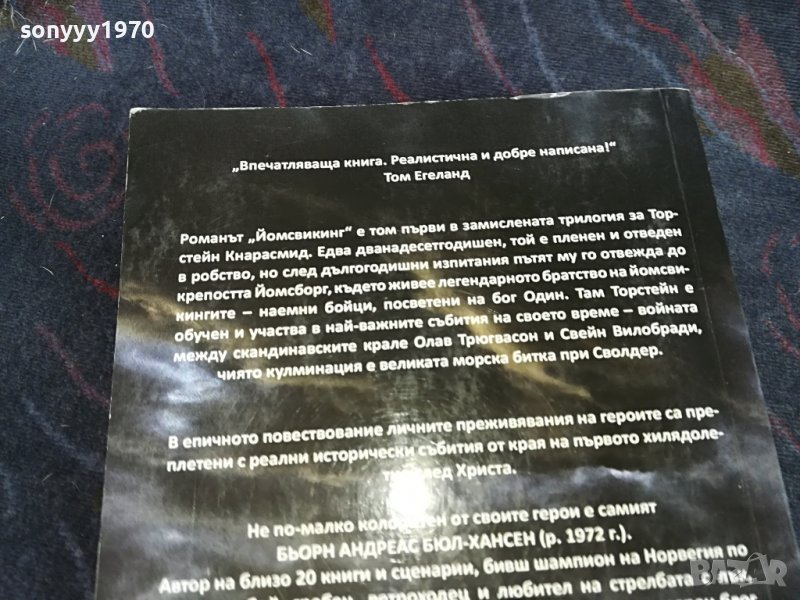 sonyyy1970
„Впечатляваща книга. Реалистична и добре написана!“
Том Егеланд
Романът „Йомсвикинг“ е том първи в замислената трилогия за Тор-
стейн Кнарасмид. Едва дванадесетгодишен, той е пленен и отведен
в робство, но след дългогодишни изпитания пътят му го отвежда до
крепостта Йомсборг, където живее легендарното братство на йомсви-
кингите – наемни бойци, посветени на бог Один. Там Торстейн е
обучен и участва в най-важните събития на своето време – войната
между скандинавските крале Олав Трюгвасон и Свейн Вилобради,
чиято кулминация е великата морска битка при Сволдер.
В епичното повествование личните преживявания на героите са пре-
плетени с реални исторически събития от края на първото хилядоле-
след Христа.
Не по-малко от своите герои е самият
БЬОРН АНДРЕАС БЮЛ-ХАНСЕН (р. 1972 г.).
Автор на близо 20 книги и сценарии, бивш шампион на Норвегия по
и любител на стрелбата с
блог
BAZAR